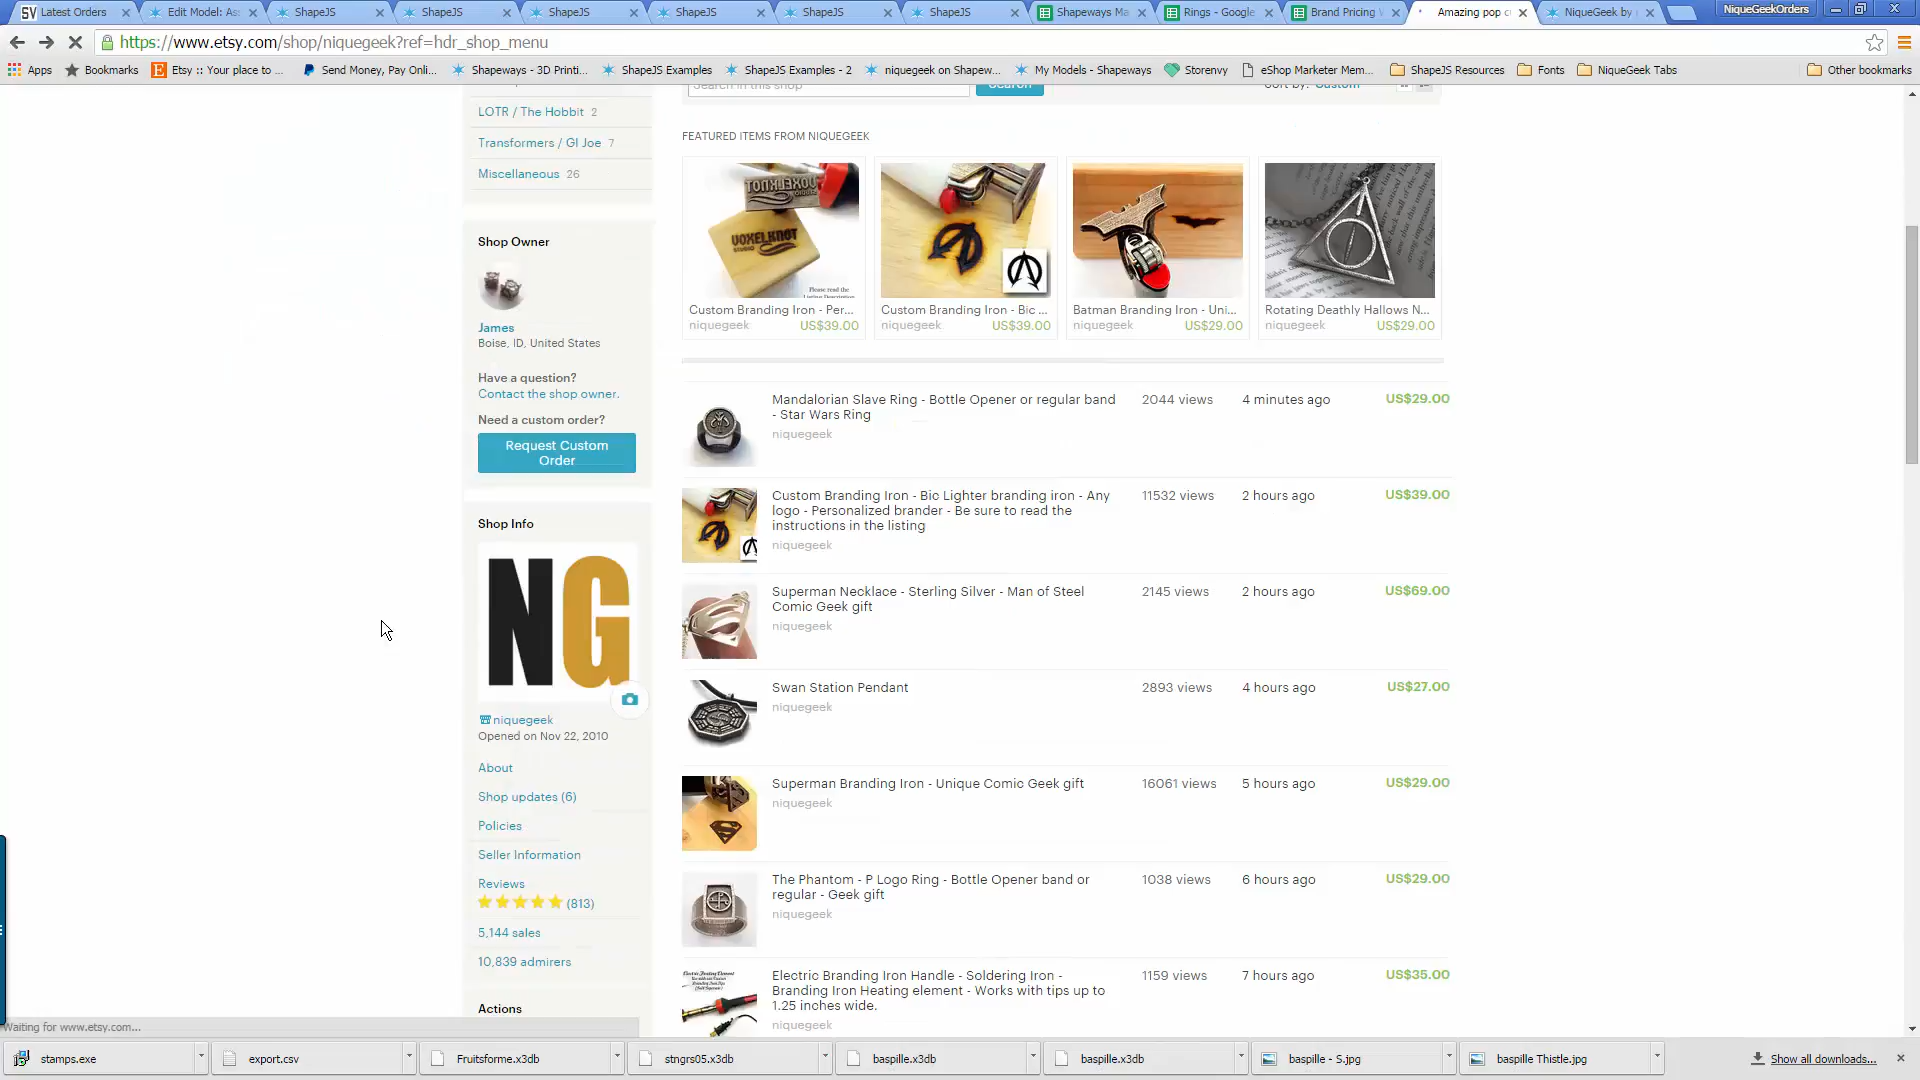 Latest Orders
Edit Model: As
ShapeJS
ShapeJS
ShapeJS
ShapeJS
ShapeJS
ShapeJS
Shapeways Ma
Rings - Google
Brand Pricing
Amazing pop c
NiqueGeek by
NiqueGeekOrders
https://www.etsy.com/shop/niquegeek?ref=hdr_shop_menu
Apps
Bookmarks
Etsy :: Your place to ...
Send Money, Pay Onli...
Shapeways - 3D Printi...
ShapeJS Examples
ShapeJS Examples - 2
niquegeek on Shapew...
My Models - Shapeways
Storenvy
eShop Marketer Mem...
ShapeJS Resources
Fonts
NiqueGeek Tabs
Other bookmarks
Search in this shop
Search
Sort by: Custom
LOTR / The Hobbit 2
Transformers / GI Joe 7
Miscellaneous 26
Shop Owner
James
Boise, ID, United States
Have a question?
Contact the shop owner.
Need a custom order?
Request Custom
Order
Shop Info
NG
niquegeek
Opened on Nov 22, 2010
About
Shop updates (6)
Policies
Seller Information
Reviews
(813)
5,144 sales
10,839 admirers
Actions
FEATURED ITEMS FROM NIQUEGEEK
VOXELKNOT
VOXELKNOT
Please read the
Custom Branding Iron - Per...
niquegeek US$39.00
Custom Branding Iron - Bic ...
niquegeek US$39.00
Batman Branding Iron - Uni...
niquegeek US$29.00
Rotating Deathly Hallows N...
niquegeek US$29.00
Mandalorian Slave Ring - Bottle Opener or regular band
- Star Wars Ring
niquegeek
2044 views
4 minutes ago
US$29.00
Custom Branding Iron - Bic Lighter branding iron - Any
logo - Personalized brander - Be sure to read the
instructions in the listing
niquegeek
11532 views
2 hours ago
US$39.00
Superman Necklace - Sterling Silver - Man of Steel
Comic Geek gift
niquegeek
2145 views
2 hours ago
US$69.00
Swan Station Pendant
niquegeek
2893 views
4 hours ago
US$27.00
Superman Branding Iron - Unique Comic Geek gift
niquegeek
16061 views
5 hours ago
US$29.00
The Phantom - P Logo Ring - Bottle Opener band or
regular - Geek gift
niquegeek
1038 views
6 hours ago
US$29.00
Electric Branding Iron Handle - Soldering Iron -
Branding Iron Heating element - Works with tips up to
1.25 inches wide.
niquegeek
1159 views
7 hours ago
US$35.00
Waiting for www.etsy.com...
stamps.exe
export.csv
Fruitsforme.x3db
stngrs05.x3db
baspille.x3db
baspille.x3db
baspille - S.jpg
baspille Thistle.jpg
Show all downloads...